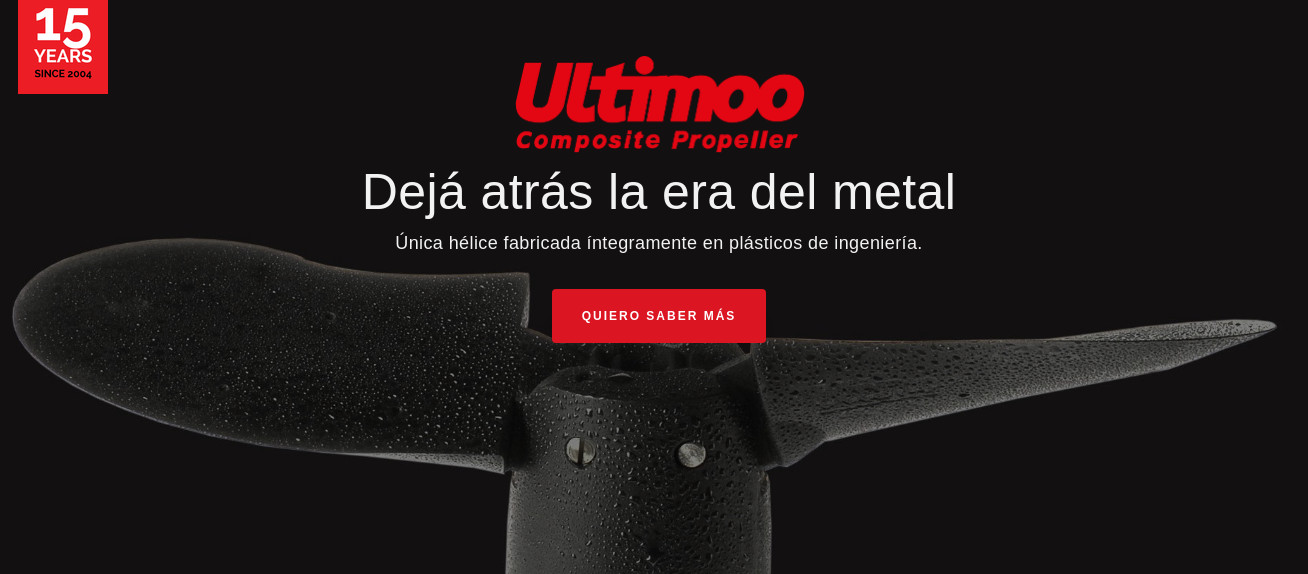 15
YEARS
SINCE 2004
Ultimoo
Composite Propeller
Dejá atrás la era del metal
Única hélice fabricada íntegramente en plásticos de ingeniería.
QUIERO SABER MÁS